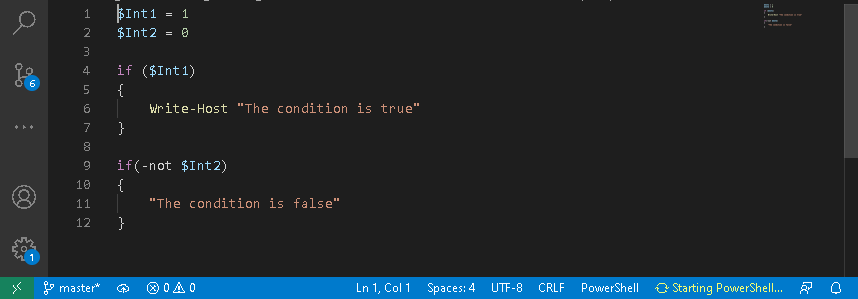 1 $Int1 = 1
2 $Int2 = 0
3
4 if ($Int1)
5 {
6 Write-Host "The condition is true"
7 }
8
9 if(-not $Int2)
10 {
11 "The condition is false"
12 }
6
1
master* 0 0 Ln 1, Col 1 Spaces: 4 UTF-8 CRLF PowerShell Starting PowerShell...